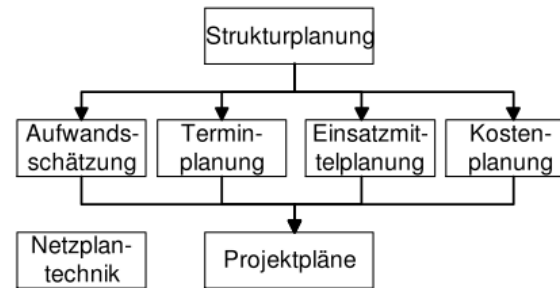 Strukturplanung
Aufwands-
schätzung
Termin-
planung
Einsatzmit-
telplanung
Kosten-
planung
Netzplan-
technik
Projektpläne